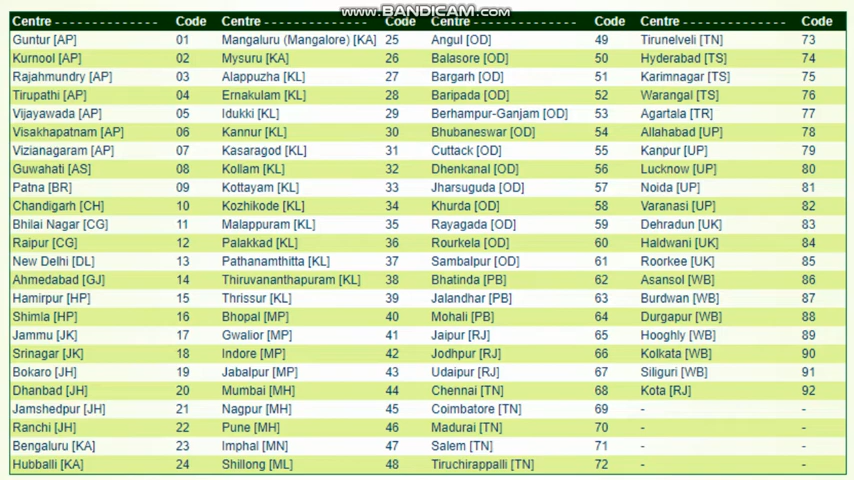 www.BANDICAM.com
Centre - - - - - - - - - - - - - - Code Centre - - - - - - - - - - - - - - Code Centre - - - - - - - - - - - - - - Code Centre - - - - - - - - - - - - - - Code
Guntur [AP] 01 Mangaluru (Mangalore) [KA] 25 Angul [OD] 49 Tirunelveli [TN] 73
Kurnool [AP] 02 Mysuru [KA] 26 Balasore [OD] 50 Hyderabad [TS] 74
Rajahmundry [AP] 03 Alappuzha [KL] 27 Bargarh [OD] 51 Karimnagar [TS] 75
Tirupathi [AP] 04 Ernakulam [KL] 28 Baripada [OD] 52 Warangal [TS] 76
Vijayawada [AP] 05 Idukki [KL] 29 Berhampur-Ganjam [OD] 53 Agartala [TR] 77
Visakhapatnam [AP] 06 Kannur [KL] 30 Bhubaneswar [OD] 54 Allahabad [UP] 78
Vizianagaram [AP] 07 Kasaragod [KL] 31 Cuttack [OD] 55 Kanpur [UP] 79
Guwahati [AS] 08 Kollam [KL] 32 Dhenkanal [OD] 56 Lucknow [UP] 80
Patna [BR] 09 Kottayam [KL] 33 Jharsuguda [OD] 57 Noida [UP] 81
Chandigarh [CH] 10 Kozhikode [KL] 34 Khurda [OD] 58 Varanasi [UP] 82
Bhilai Nagar [CG] 11 Malappuram [KL] 35 Rayagada [OD] 59 Dehradun [UK] 83
Raipur [CG] 12 Palakkad [KL] 36 Rourkela [OD] 60 Haldwani [UK] 84
New Delhi [DL] 13 Pathanamthitta [KL] 37 Sambalpur [OD] 61 Roorkee [UK] 85
Ahmedabad [GJ] 14 Thiruvananthapuram [KL] 38 Bhatinda [PB] 62 Asansol [WB] 86
Hamirpur [HP] 15 Thrissur [KL] 39 Jalandhar [PB] 63 Burdwan [WB] 87
Shimla [HP] 16 Bhopal [MP] 40 Mohali [PB] 64 Durgapur [WB] 88
Jammu [JK] 17 Gwalior [MP] 41 Jaipur [RJ] 65 Hooghly [WB] 89
Srinagar [JK] 18 Indore [MP] 42 Jodhpur [RJ] 66 Kolkata [WB] 90
Bokaro [JH] 19 Jabalpur [MP] 43 Udaipur [RJ] 67 Siliguri [WB] 91
Dhanbad [JH] 20 Mumbai [MH] 44 Chennai [TN] 68 Kota [RJ] 92
Jamshedpur [JH] 21 Nagpur [MH] 45 Coimbatore [TN] 69 - -
Ranchi [JH] 22 Pune [MH] 46 Madurai [TN] 70 - -
Bengaluru [KA] 23 Imphal [MN] 47 Salem [TN] 71 - -
Hubballi [KA] 24 Shillong [ML] 48 Tiruchirappalli [TN] 72 - -